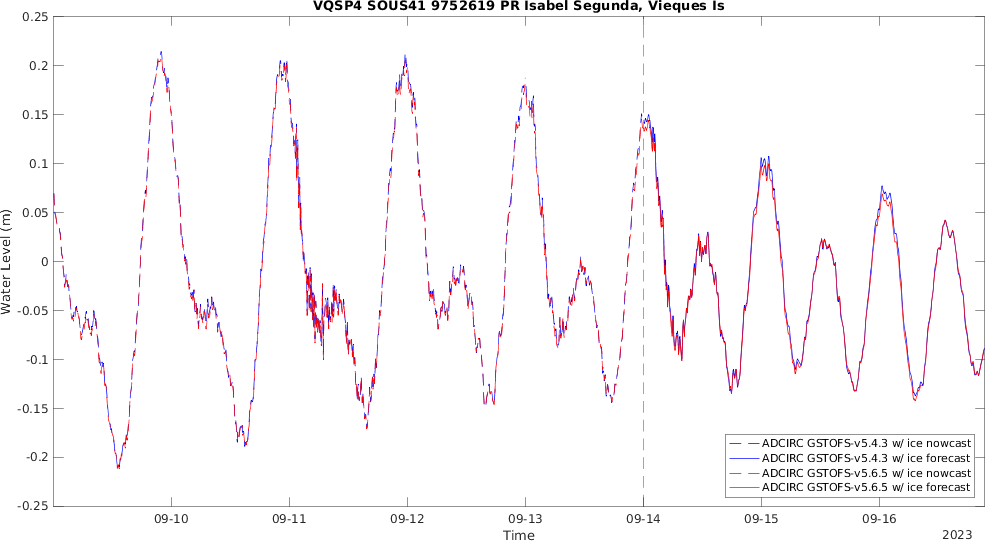 VQSP4 SOUS41 9752619 PR Isabel Segunda, Vieques Is
0.25
0.2
0.15
0.1
0.05
0
-0.05
-0.1
-0.15
-0.2
-0.25
Water Level (m)
ADCIRC GSTOFS-v5.4.3 w/ ice nowcast
ADCIRC GSTOFS-v5.4.3 w/ ice forecast
ADCIRC GSTOFS-v5.6.5 w/ ice nowcast
ADCIRC GSTOFS-v5.6.5 w/ ice forecast
09-10 09-11 09-12 09-13 09-14 09-15 09-16
Time
2023